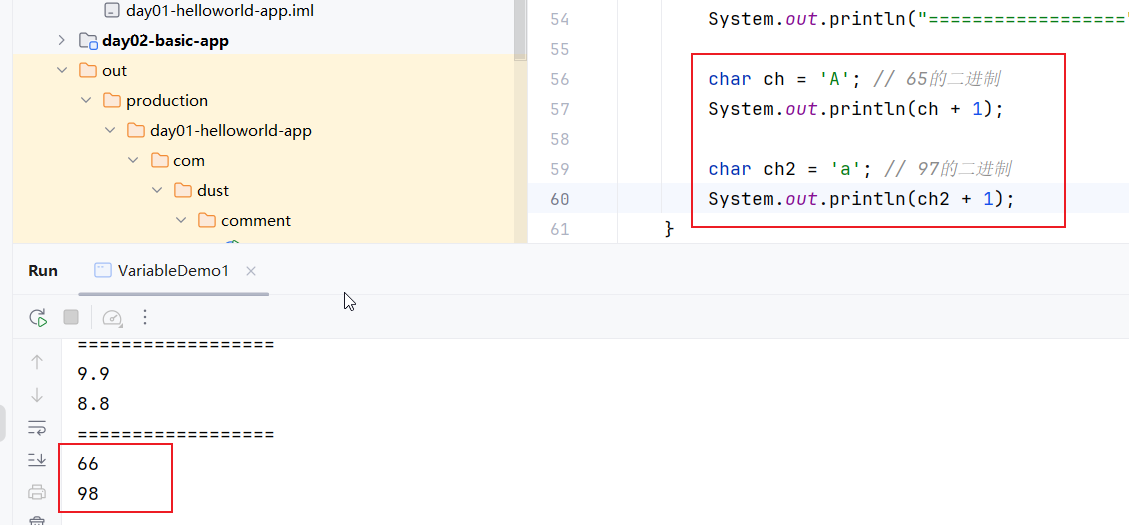 day01-helloworld-app.iml
day02-basic-app
out
production
day01-helloworld-app
com
dust
comment
54 System.out.println("=================="
55
56 char ch = 'A'; // 65的二进制
57 System.out.println(ch + 1);
58
59 char ch2 = 'a'; // 97的二进制
60 System.out.println(ch2 + 1);
61 }
Run VariableDemo1
==================
9.9
8.8
==================
66
98